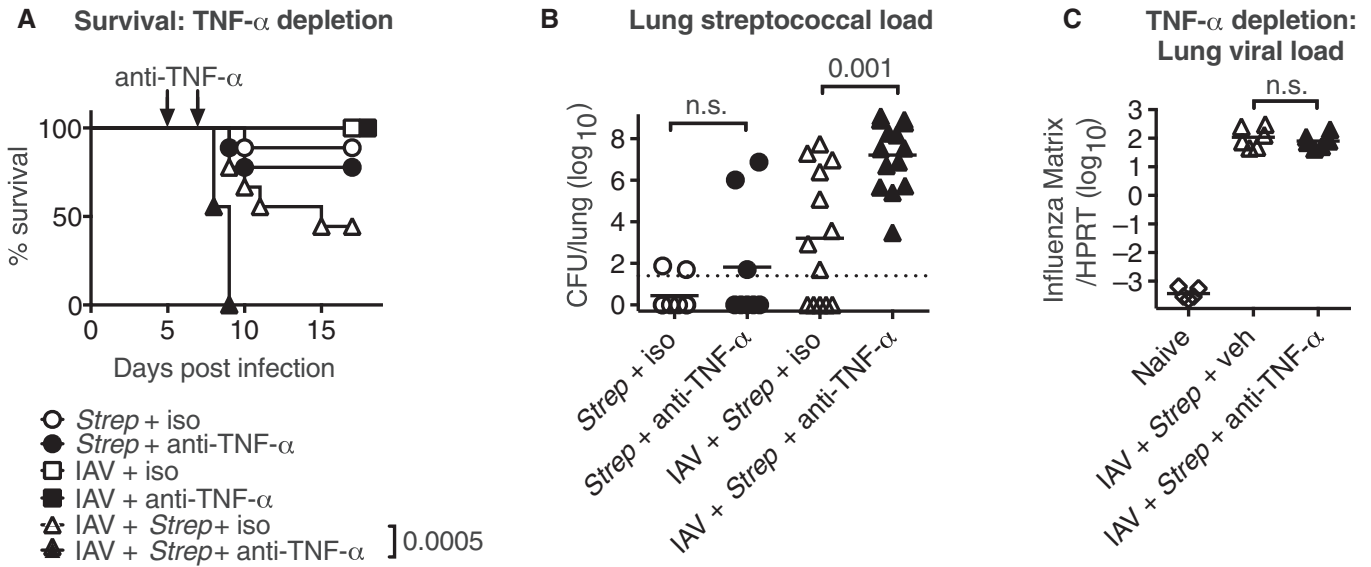 A Survival: TNF-α depletion
anti-TNF-α
% survival
100
50
0
0 5 10 15
Days post infection
Strep + iso
Strep + anti-TNF-α
IAV + iso
IAV + anti-TNF-α
IAV + Strep + iso
IAV + Strep + anti-TNF-α
0.0005
B Lung streptococcal load
0.001
n.s.
CFU/lung (log10)
8
6
4
2
0
Strep + iso
Strep + anti-TNF-α
IAV + Strep + iso
IAV + Strep + anti-TNF-α
C TNF-α depletion:
Lung viral load
n.s.
Influenza Matrix
/HPRT (log10)
3
2
1
0
−1
−2
−3
Naive
IAV + Strep + veh
IAV + Strep + anti-TNF-α